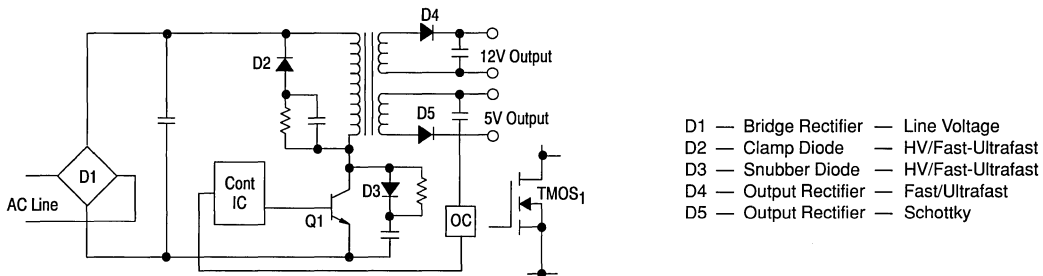 D4
12V Output
D2
D5
5V Output
D1
AC Line
Cont
IC
Q1
D3
OC
TMOS1
D1 — Bridge Rectifier — Line Voltage
D2 — Clamp Diode — HV/Fast-Ultrafast
D3 — Snubber Diode — HV/Fast-Ultrafast
D4 — Output Rectifier — Fast/Ultrafast
D5 — Output Rectifier — Schottky